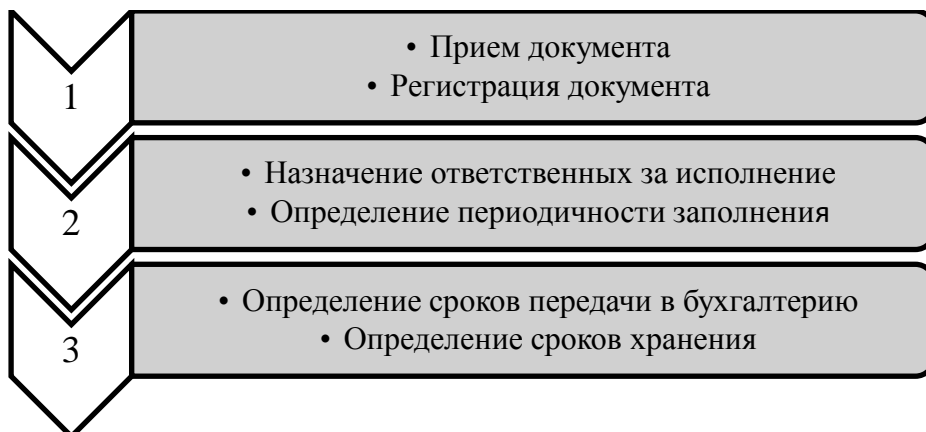 1
• Прием документа
• Регистрация документа
2
• Назначение ответственных за исполнение
• Определение периодичности заполнения
3
• Определение сроков передачи в бухгалтерию
• Определение сроков хранения